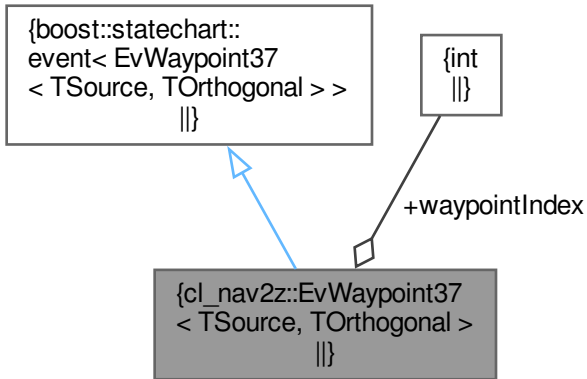 {boost::statechart::
event< EvWaypoint37
< TSource, TOrthogonal > >
||}
{int
||}
+waypointIndex
{cl_nav2z::EvWaypoint37
< TSource, TOrthogonal >
||}